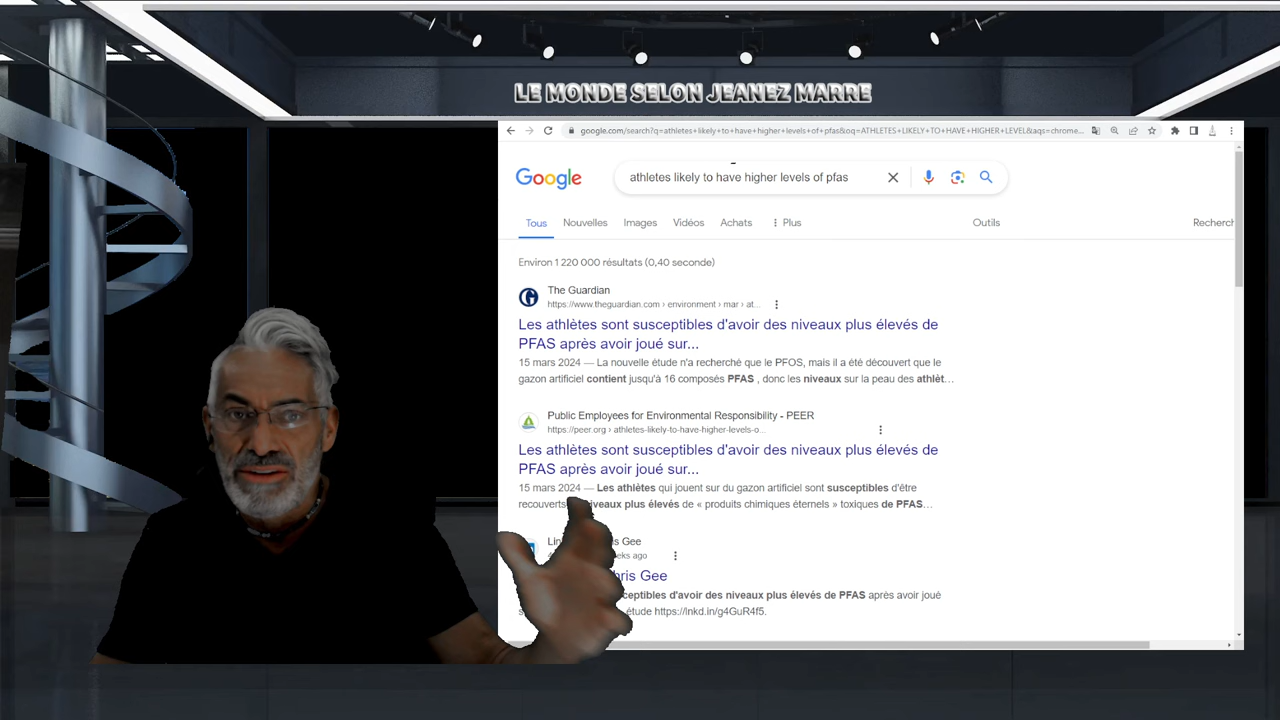 LE MONDE SELON JEANEZ MARRE
google.com/search?q=athletes+likely+to+have+higher+levels+of+pfas&oq=ATHLETES+LIKELY+TO+HAVE+HIGHER+LEVEL&aqs=chrome...
Google
athletes likely to have higher levels of pfas
Tous Nouvelles Images Vidéos Achats Plus Outils Recherch
Environ 1 220 000 résultats (0,40 seconde)
The Guardian
https://www.theguardian.com › environment › mar › at...
Les athlètes sont susceptibles d'avoir des niveaux plus élevés de
PFAS après avoir joué sur...
15 mars 2024 — La nouvelle étude n'a recherché que le PFOS, mais il a été découvert que le
gazon artificiel contient jusqu'à 16 composés PFAS , donc les niveaux sur la peau des athlèt...
Public Employees for Environmental Responsibility - PEER
https://peer.org › athletes-likely-to-have-higher-levels-o...
Les athlètes sont susceptibles d'avoir des niveaux plus élevés de
PFAS après avoir joué sur...
15 mars 2024 — Les athlètes qui jouent sur du gazon artificiel sont susceptibles d'être
recouverts niveaux plus élevés de « produits chimiques éternels » toxiques de PFAS...
Gee
ago
hris Gee
d'avoir des niveaux plus élevés de PFAS après avoir joué
étude https://lnkd.in/g4GuR4f5.